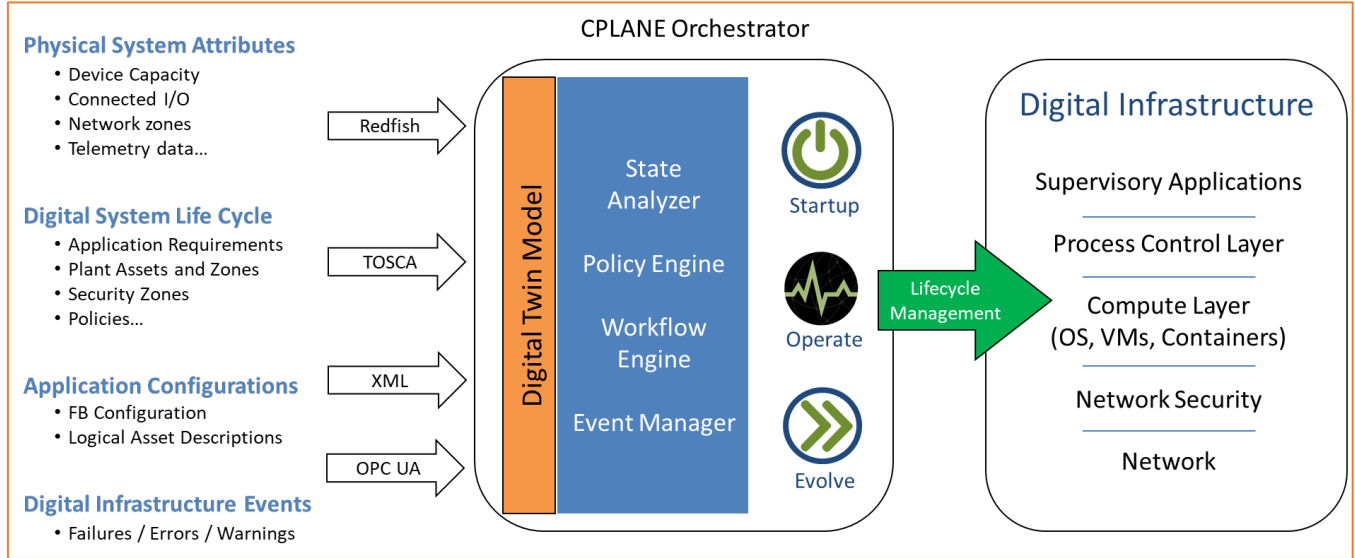 CPLANE Orchestrator
Physical System Attributes
• Device Capacity
• Connected I/O
• Network zones
• Telemetry data...
Redfish
Digital System Life Cycle
• Application Requirements
• Plant Assets and Zones
• Security Zones
• Policies...
TOSCA
Application Configurations
• FB Configuration
• Logical Asset Descriptions
XML
OPC UA
Digital Infrastructure Events
• Failures / Errors / Warnings
Digital Twin Model
State
Analyzer
Policy Engine
Workflow
Engine
Event Manager
Startup
Operate
Evolve
Lifecycle
Management
Digital Infrastructure
Supervisory Applications
Process Control Layer
Compute Layer
(OS, VMs, Containers)
Network Security
Network